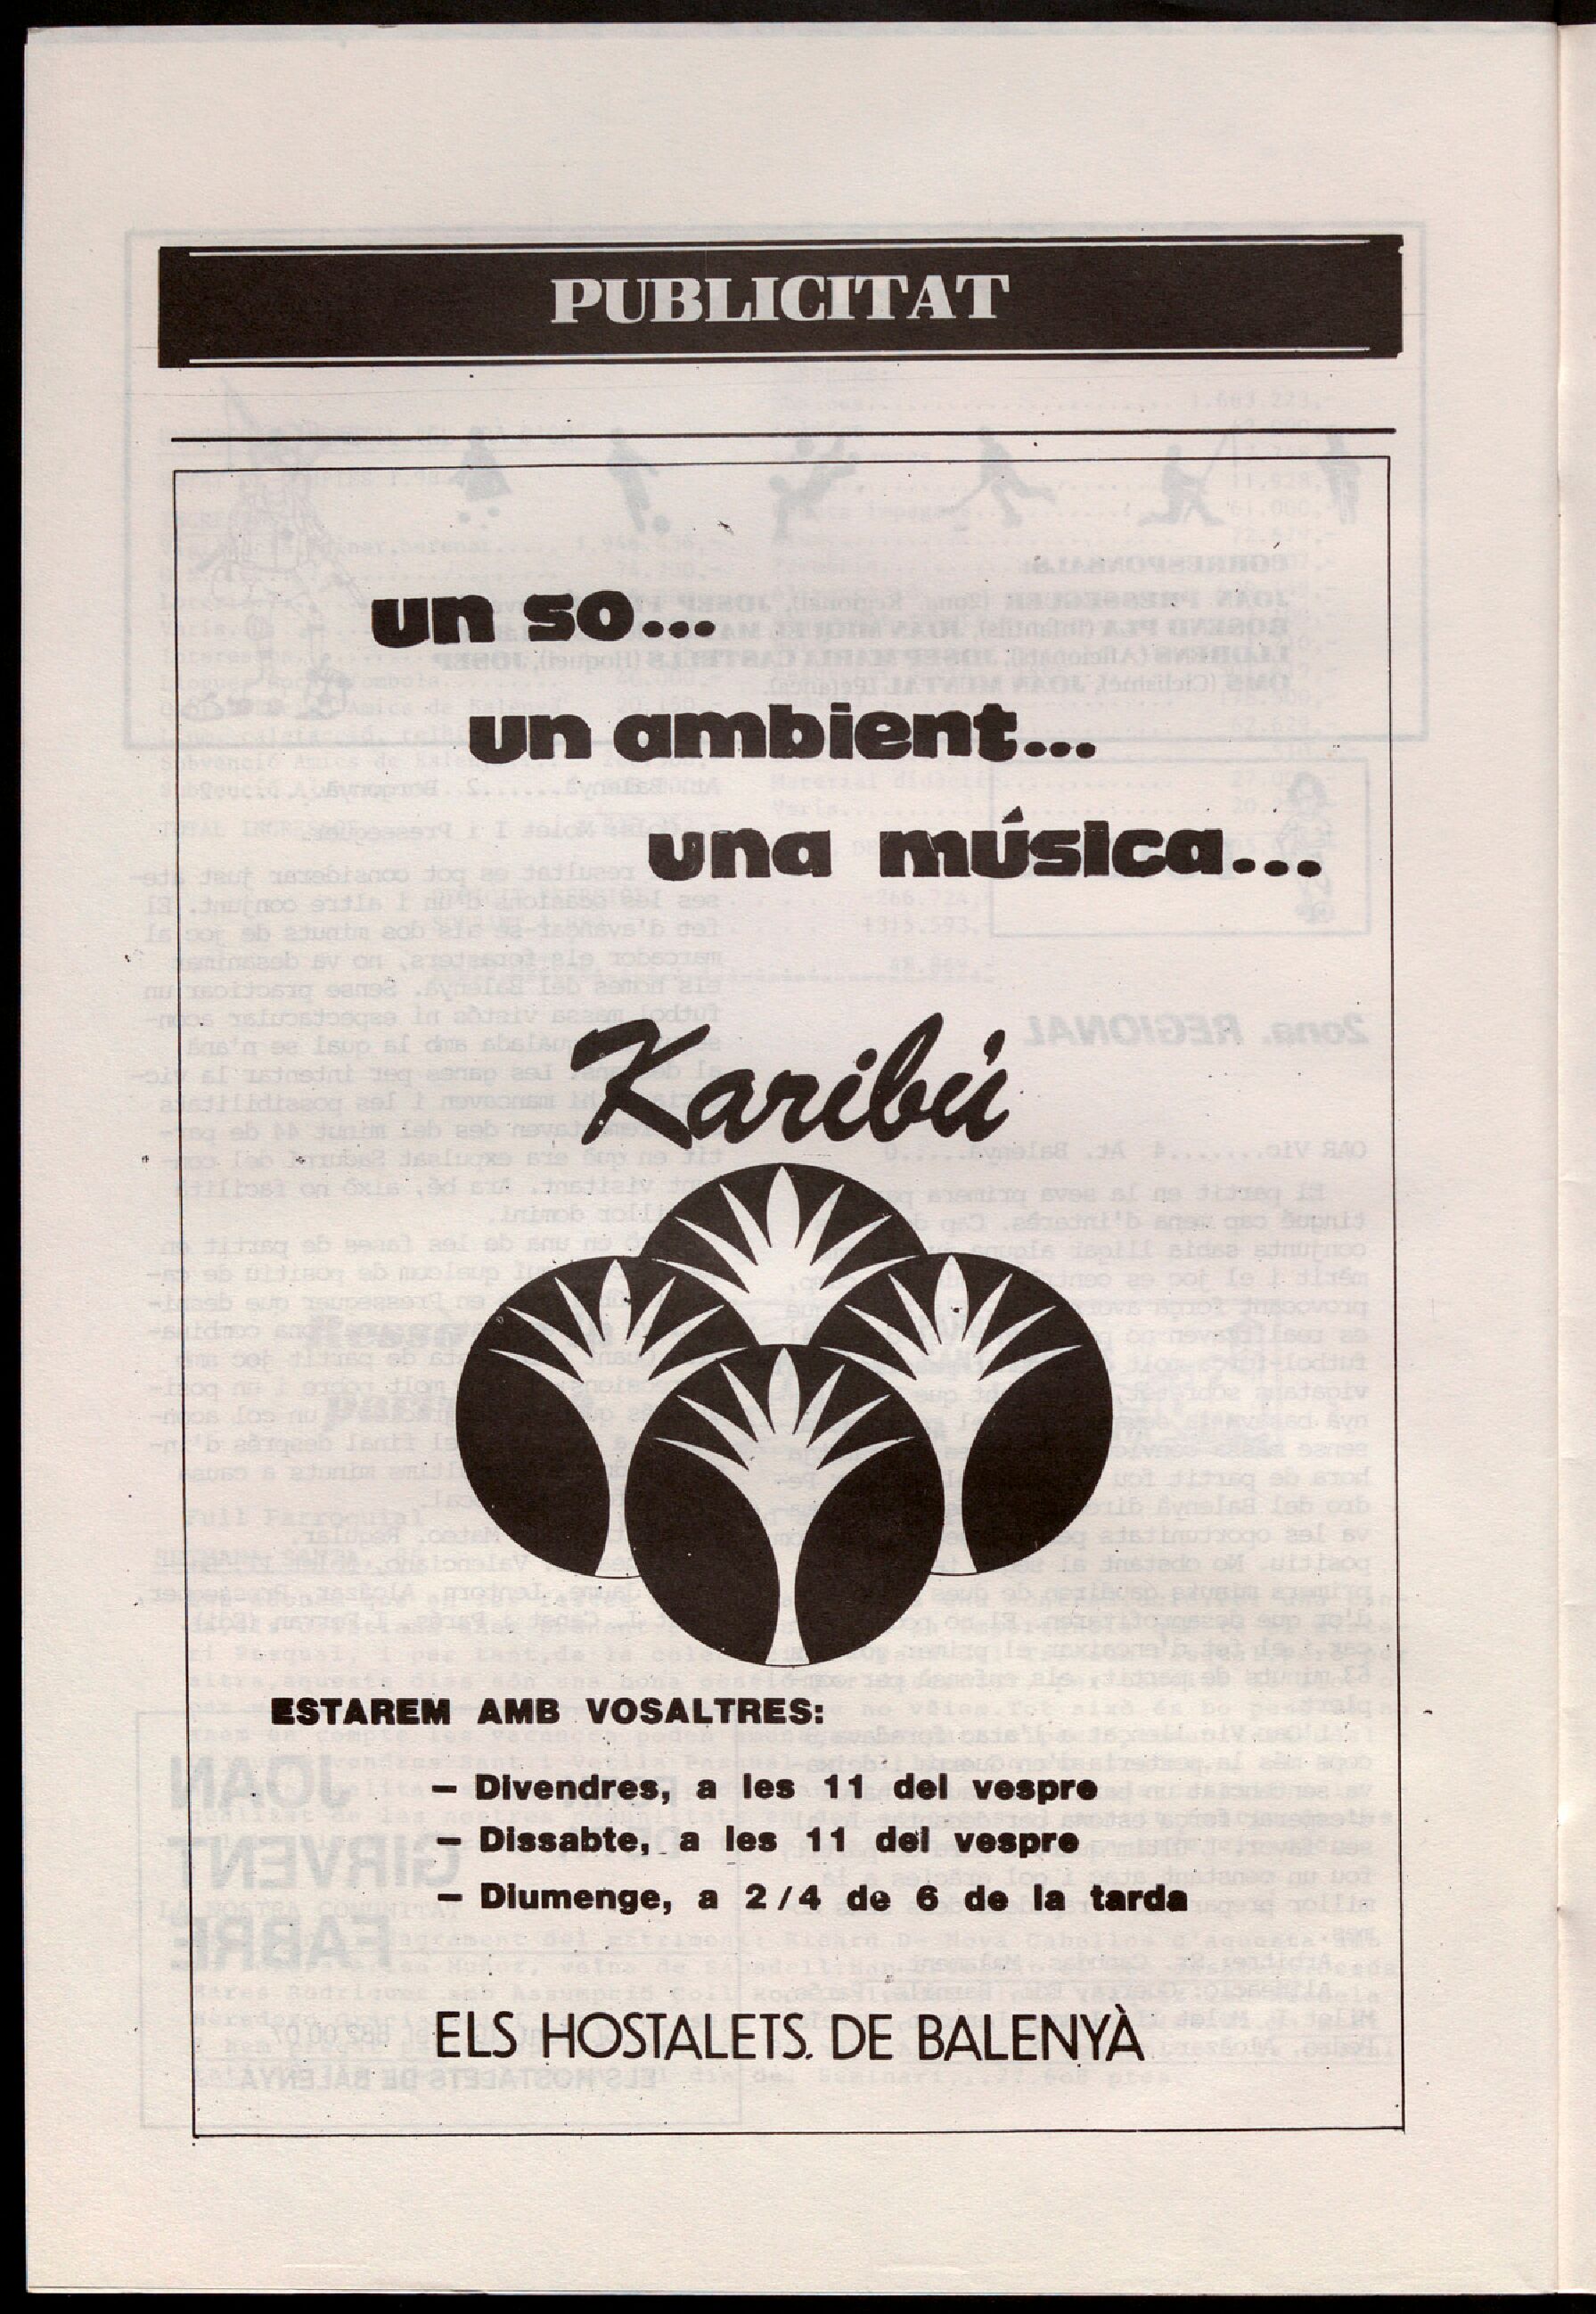 PUBLICITAT
un so...
un ambient...
una música...
Karibú
ESTAREM AMB VOSALTRES:
– Divendres, a les 11 del vespre
– Dissabte, a les 11 del vespre
– Diumenge, a 2/4 de 6 de la tarda
ELS HOSTALETS. DE BALENYÀ